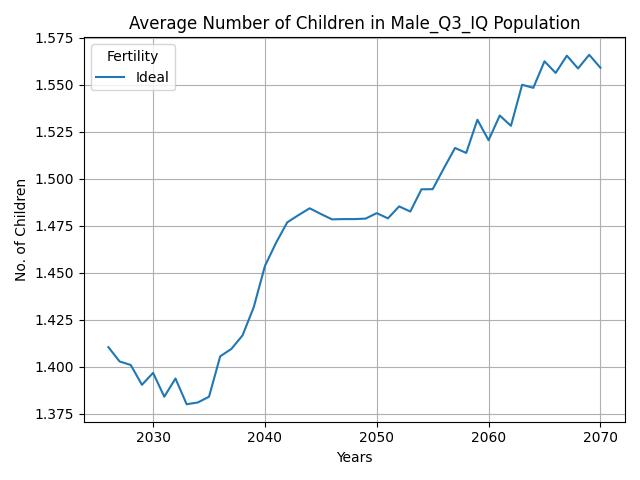 Average Number of Children in Male_Q3_IQ Population
1.575
1.550
1.525
1.500
1.475
1.450
1.425
1.400
1.375
No. of Children
Fertility
Ideal
2030 2040 2050 2060 2070
Years